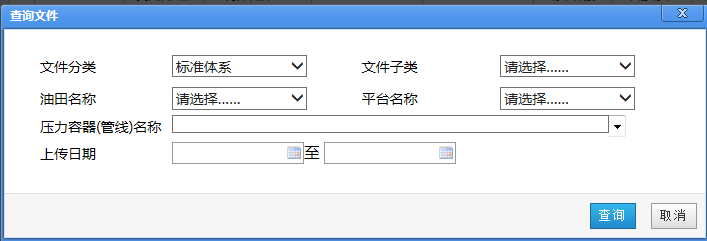 查询文件
文件分类 标准体系 文件子类 请选择......
油田名称 请选择...... 平台名称 请选择......
压力容器(管线)名称
上传日期 至
查询 取消